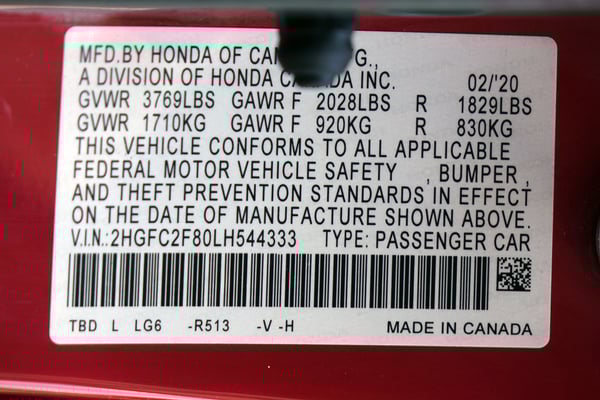 MFD.BY HONDA OF CAN G.,
A DIVISION OF HONDA CANADA INC. 02/'20
GVWR 3769LBS GAWR F 2028LBS R 1829LBS
GVWR 1710KG GAWR F 920KG R 830KG
THIS VEHICLE CONFORMS TO ALL APPLICABLE
FEDERAL MOTOR VEHICLE SAFETY , BUMPER ,
AND THEFT PREVENTION STANDARDS IN EFFECT
ON THE DATE OF MANUFACTURE SHOWN ABOVE.
V.I.N.:2HGFC2F80LH544333 TYPE: PASSENGER CAR
TBD L LG6 -R513 -V -H MADE IN CANADA